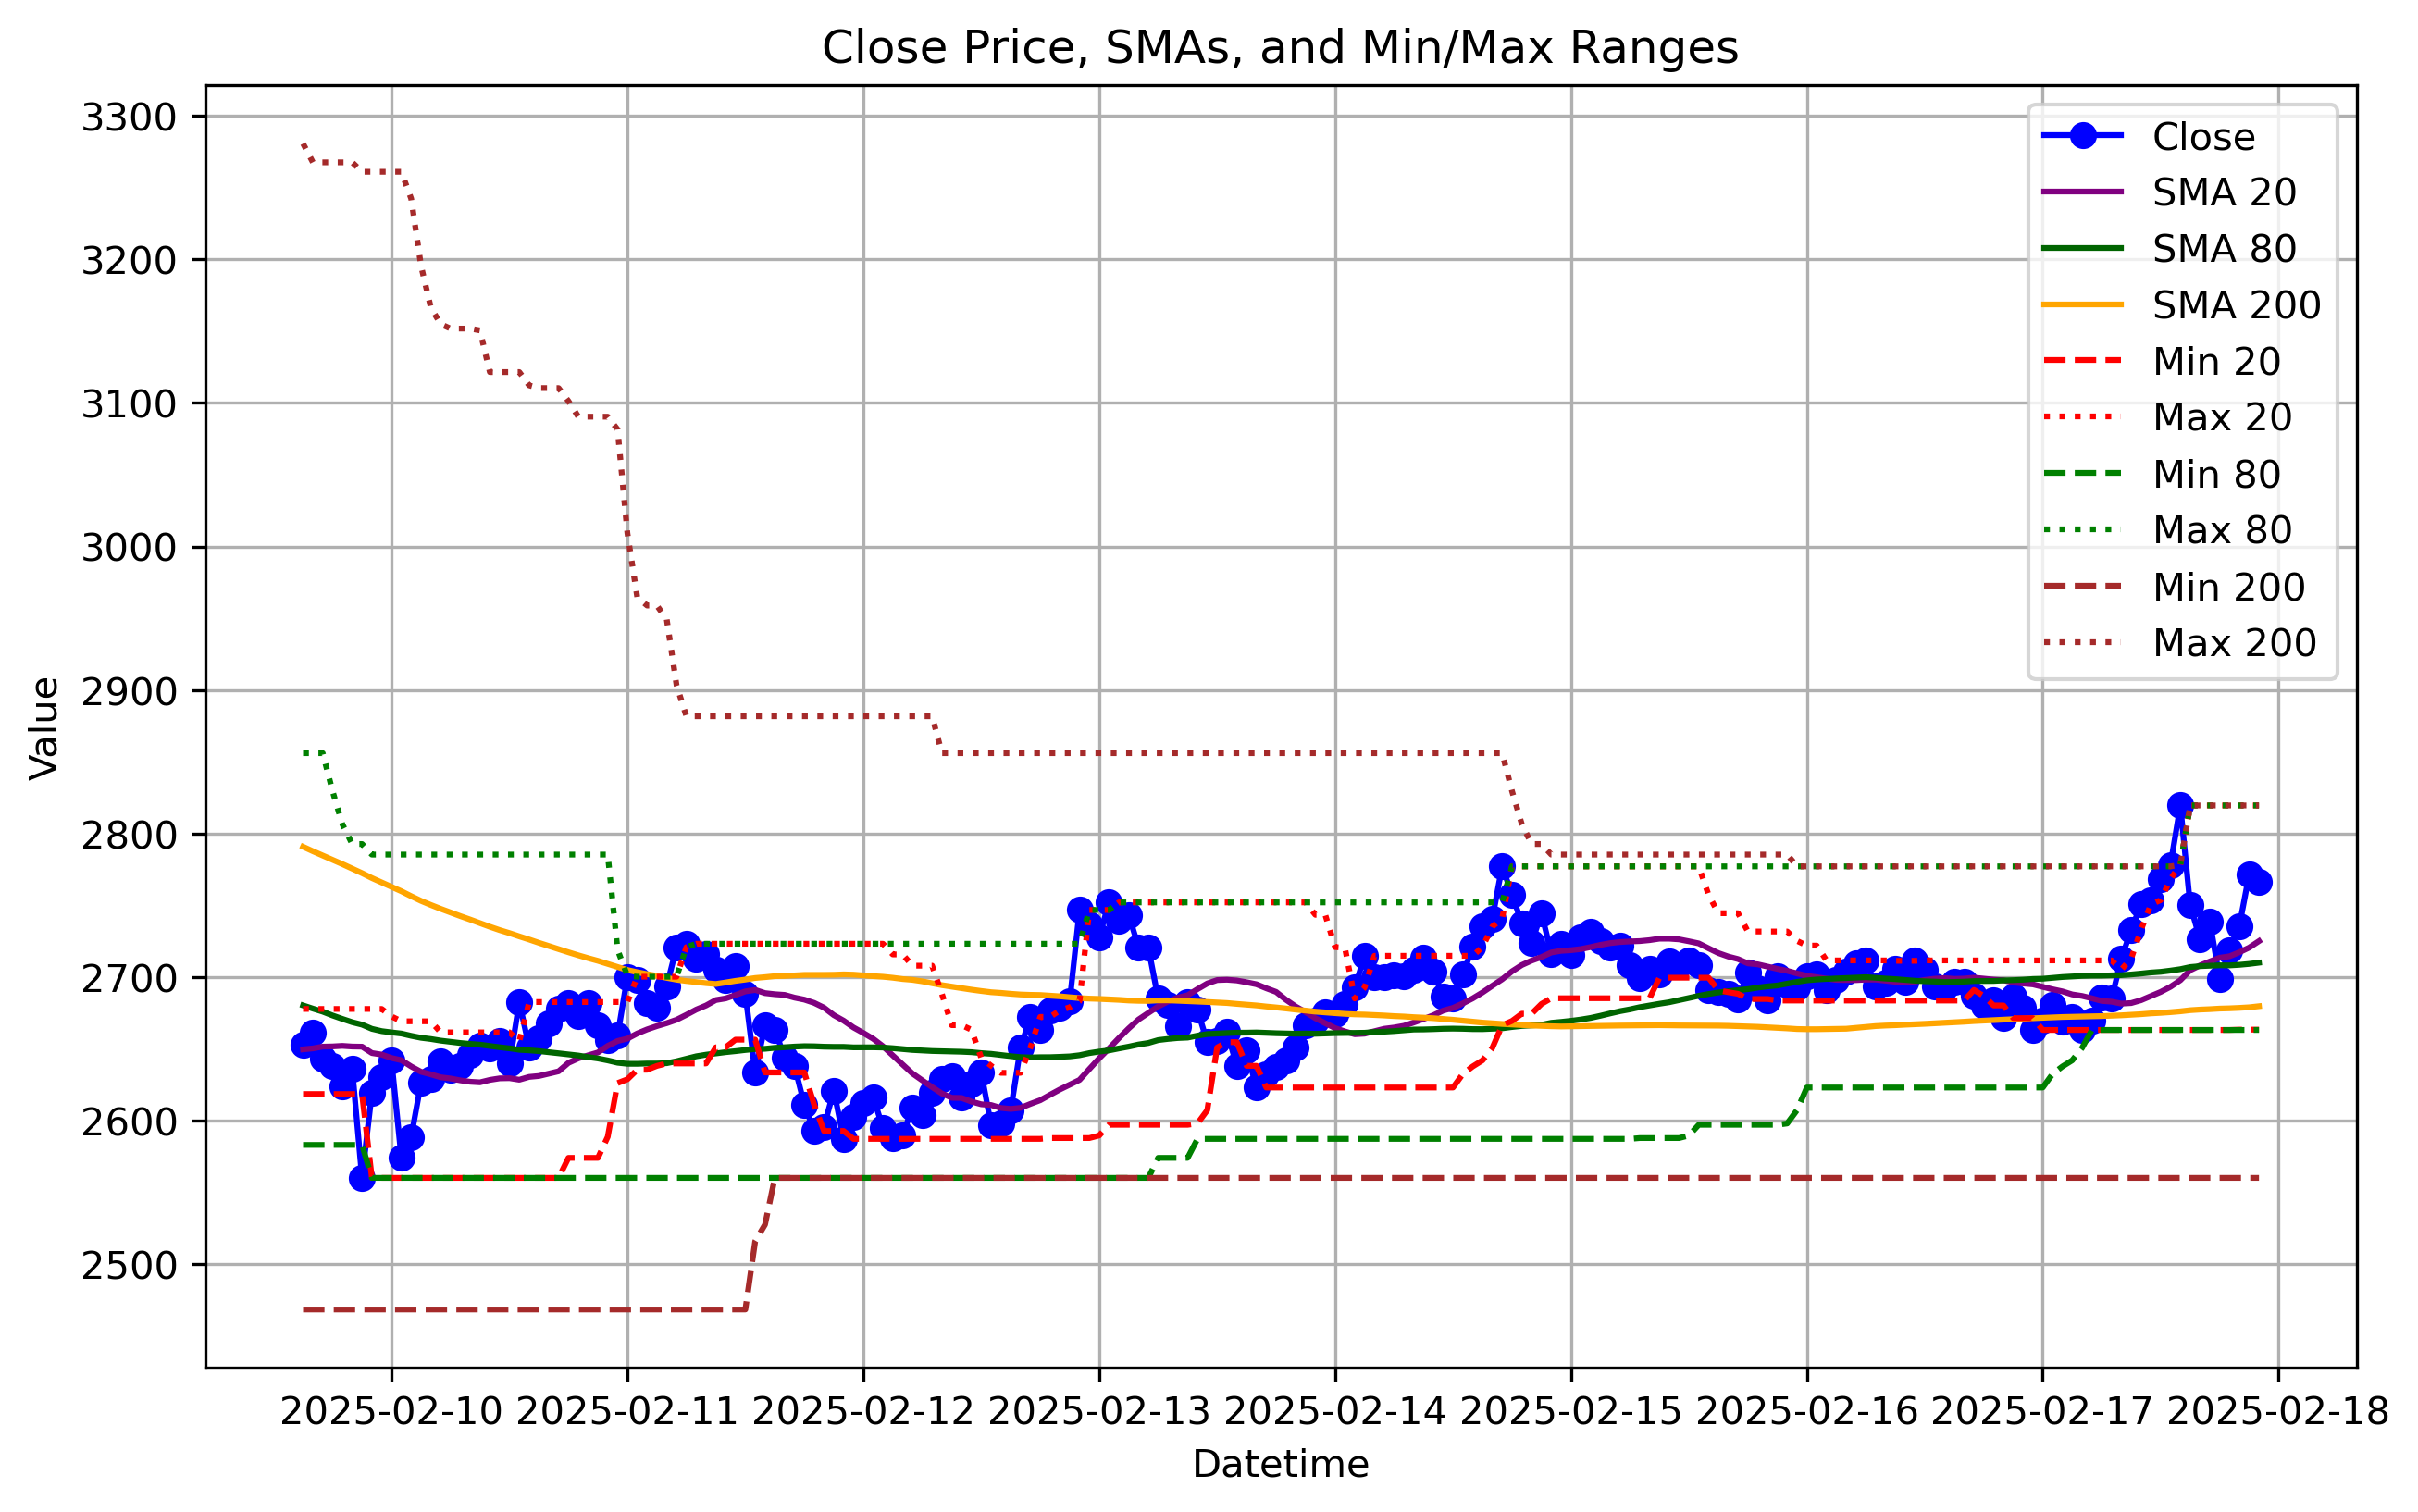 Close Price, SMAs, and Min/Max Ranges
3300
3200
3100
3000
2900
2800
2700
2600
2500
Value
Close
SMA 20
SMA 80
SMA 200
Min 20
Max 20
Min 80
Max 80
Min 200
Max 200
2025-02-10 2025-02-11 2025-02-12 2025-02-13 2025-02-14 2025-02-15 2025-02-16 2025-02-17 2025-02-18
Datetime